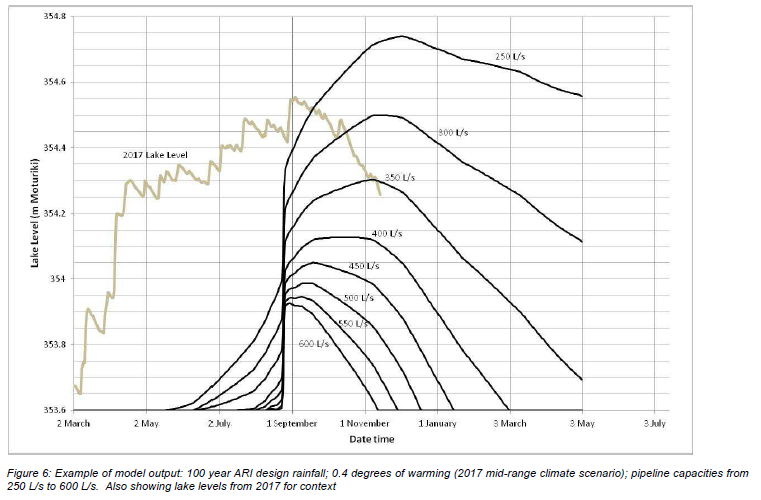 354.8
354.6
354.4
354.2
354
353.8
353.6
Lake Level (m Moturiki)
2017 Lake Level
250 L/s
300 L/s
350 L/s
400 L/s
450 L/s
500 L/s
550 L/s
600 L/s
2 March
2 May
2 July
1 September
1 November
1 January
3 March
3 May
3 July
Date time
Figure 6: Example of model output: 100 year ARI design rainfall; 0.4 degrees of warming (2017 mid-range climate scenario); pipeline capacities from
250 L/s to 600 L/s. Also showing lake levels from 2017 for context